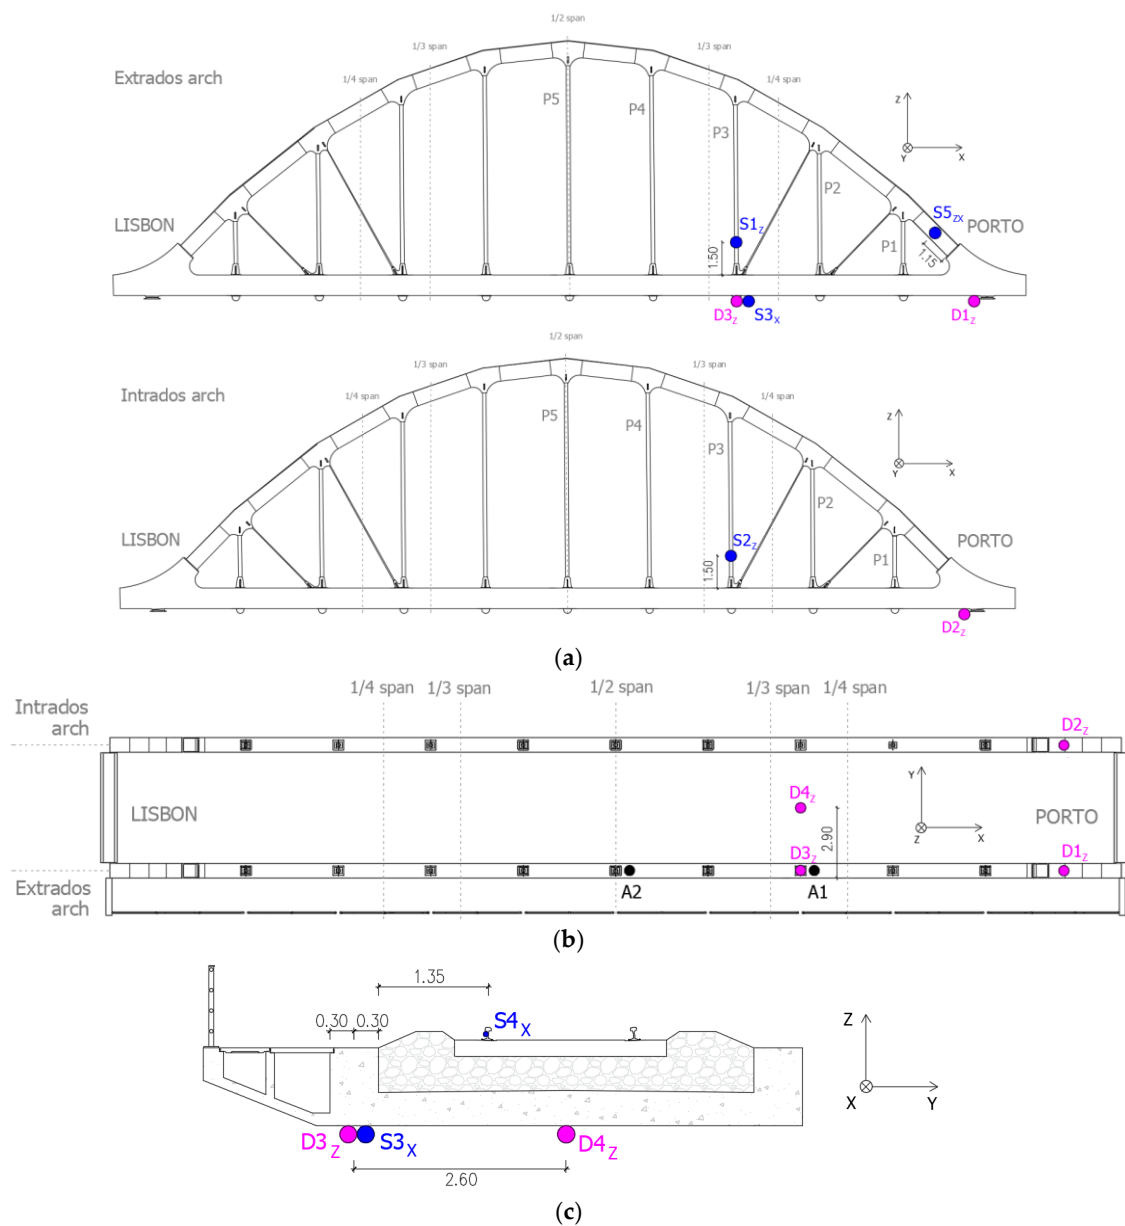 1/2 span
1/3 span
1/3 span
1/4 span
1/4 span
Extrados arch
P5
P4
P3
P2
P1
Z
Y
X
LISBON
PORTO
S1z
S5zx
1.50
1.15
D3z
S3x
D1z
1/2 span
1/3 span
1/3 span
1/4 span
1/4 span
Intrados arch
P5
P4
P3
P2
P1
Z
Y
X
LISBON
PORTO
S2z
1.50
D2z
(a)
1/4 span
1/3 span
1/2 span
1/3 span
1/4 span
Intrados
arch
D2z
LISBON
D4z
Y
Z
X
PORTO
2.90
D3z
D1z
Extrados
arch
A2
A1
(b)
1.35
0.30
0.30
S4x
Z
X
Y
D3z
S3x
D4z
2.60
(c)